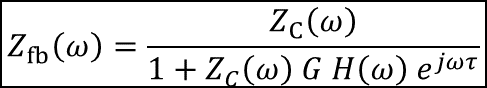 Z_fb(ω) = Z_C(ω) / (1 + Z_C(ω) G H(ω) e^{jωτ})